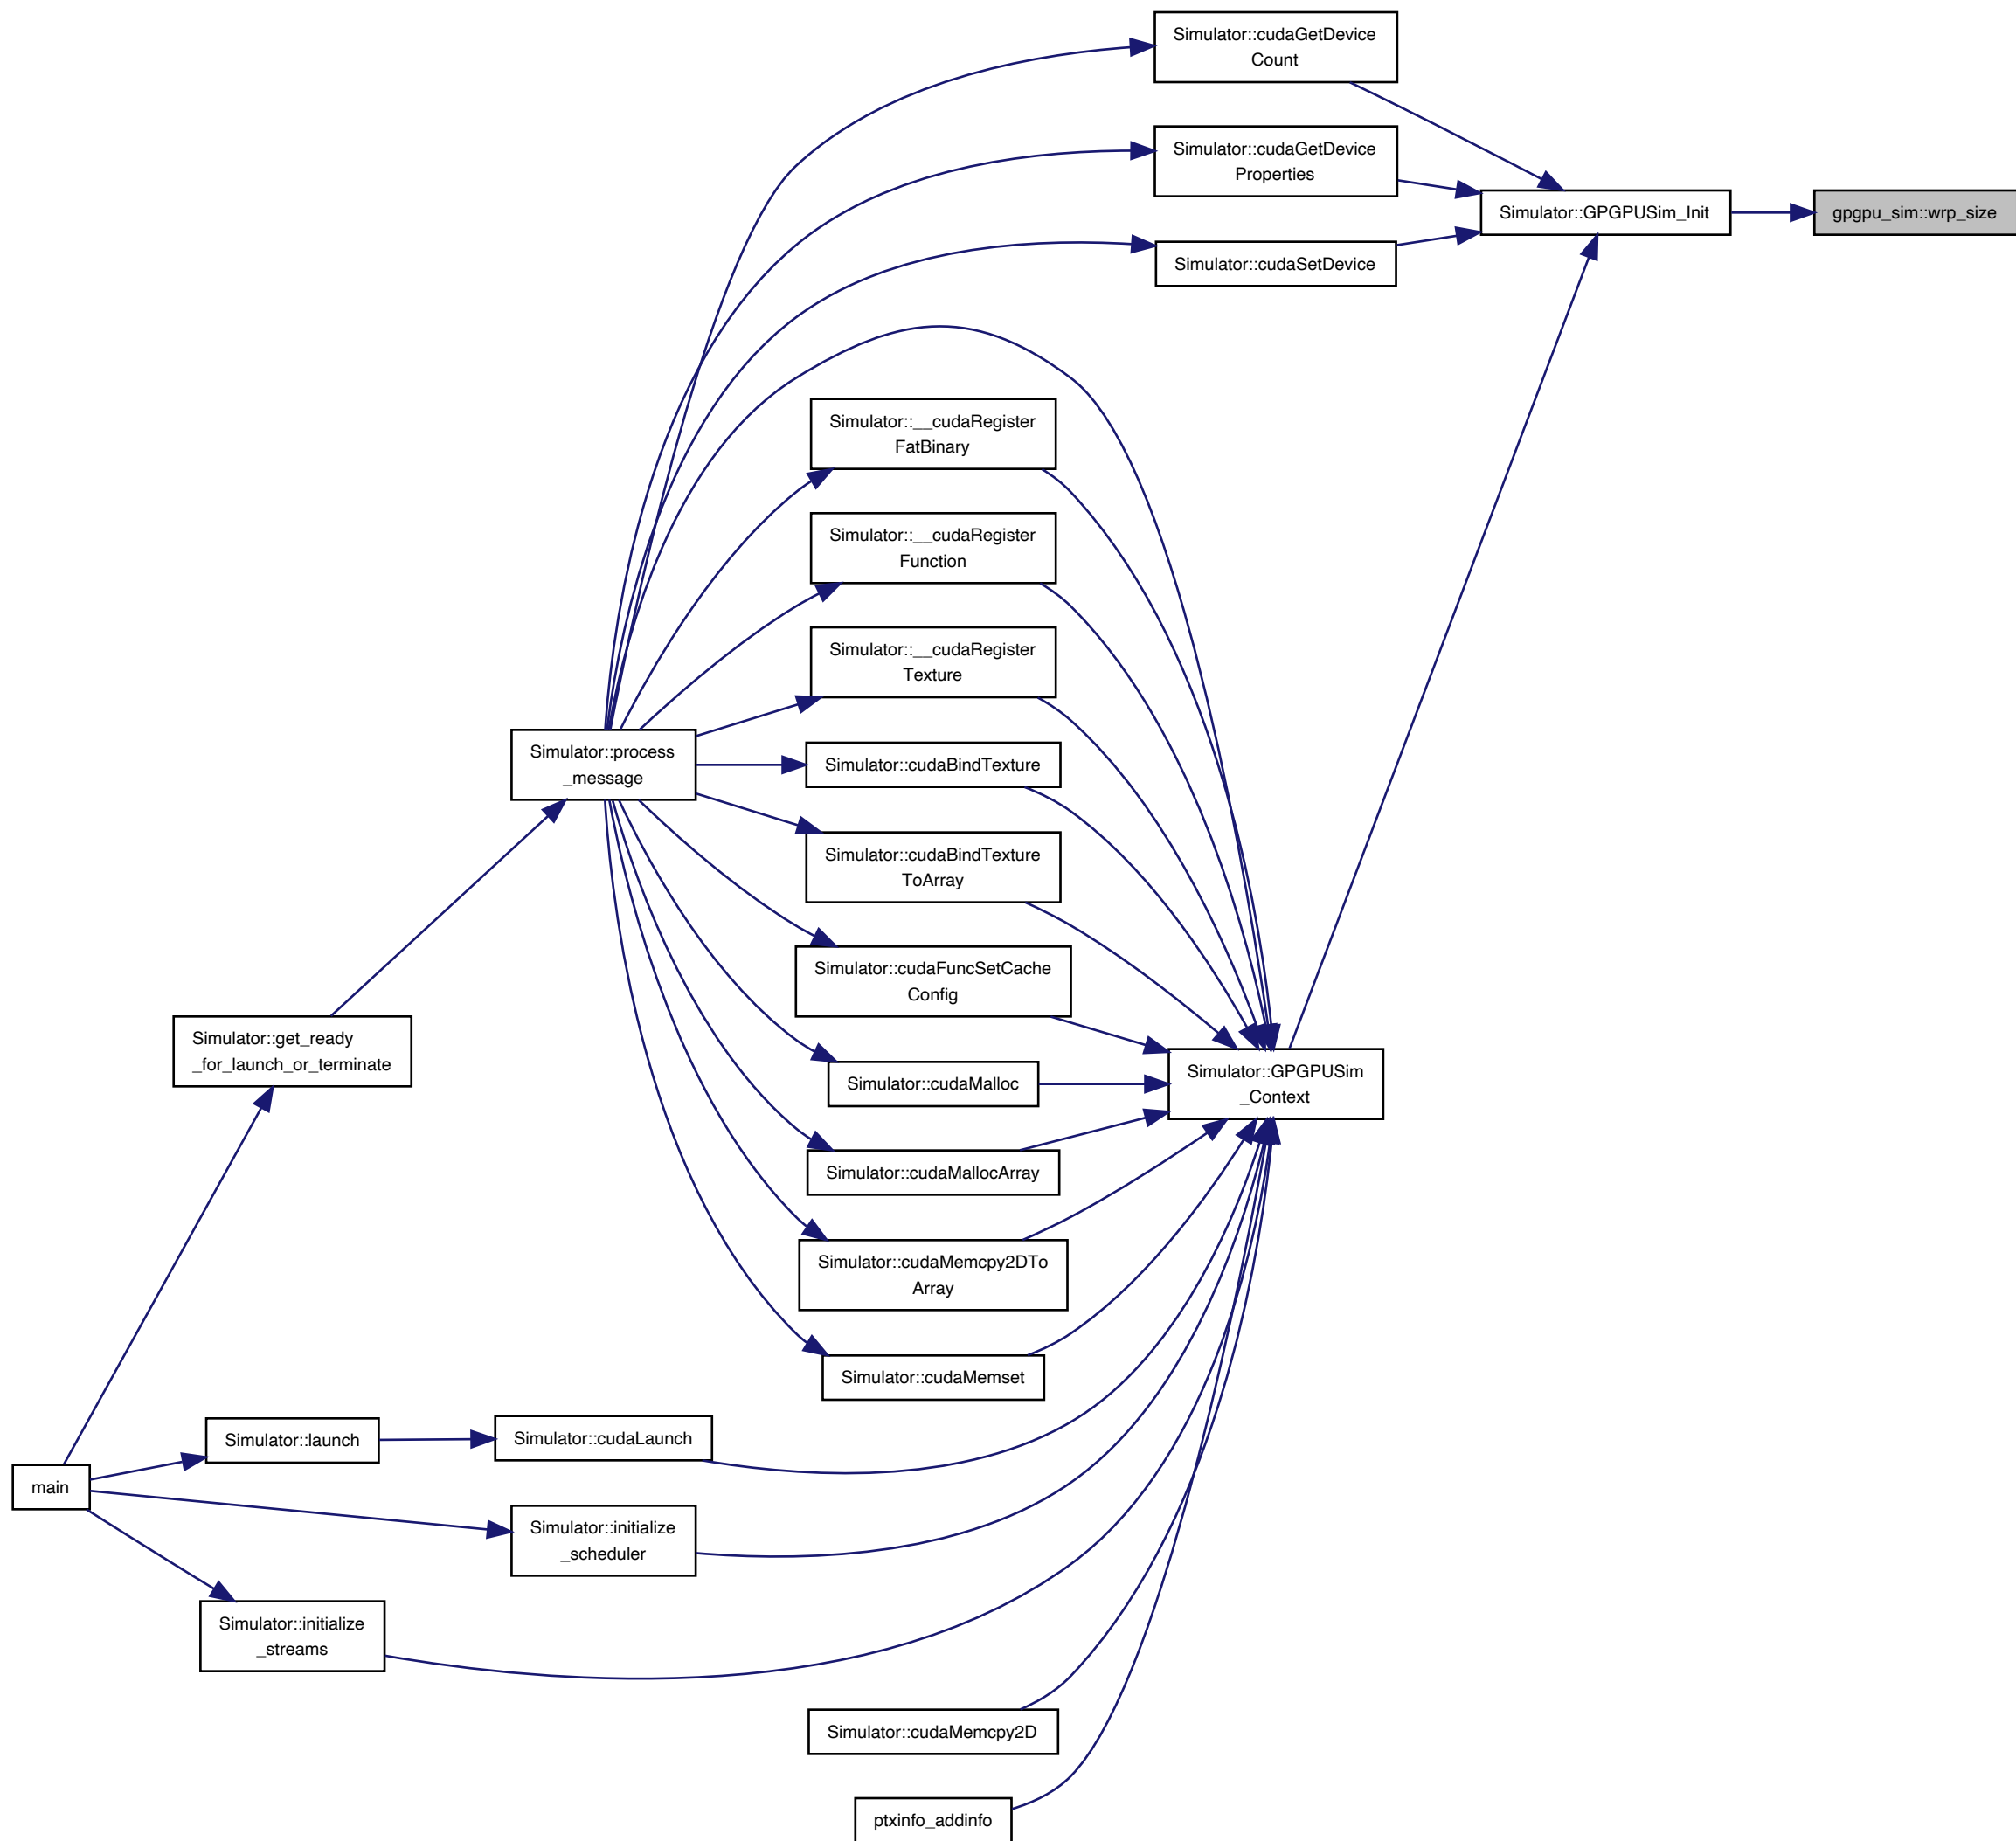 Simulator::cudaGetDevice
Count
Simulator::cudaGetDevice
Properties
Simulator::GPGPUSim_Init
gpgpu_sim::wrp_size
Simulator::cudaSetDevice
Simulator::__cudaRegister
FatBinary
Simulator::__cudaRegister
Function
Simulator::__cudaRegister
Texture
Simulator::process
_message
Simulator::cudaBindTexture
Simulator::cudaBindTexture
ToArray
Simulator::cudaFuncSetCache
Config
Simulator::get_ready
_for_launch_or_terminate
Simulator::cudaMalloc
Simulator::GPGPUSim
_Context
Simulator::cudaMallocArray
Simulator::cudaMemcpy2DTo
Array
Simulator::cudaMemset
Simulator::launch
Simulator::cudaLaunch
main
Simulator::initialize
_scheduler
Simulator::initialize
_streams
Simulator::cudaMemcpy2D
ptxinfo_addinfo